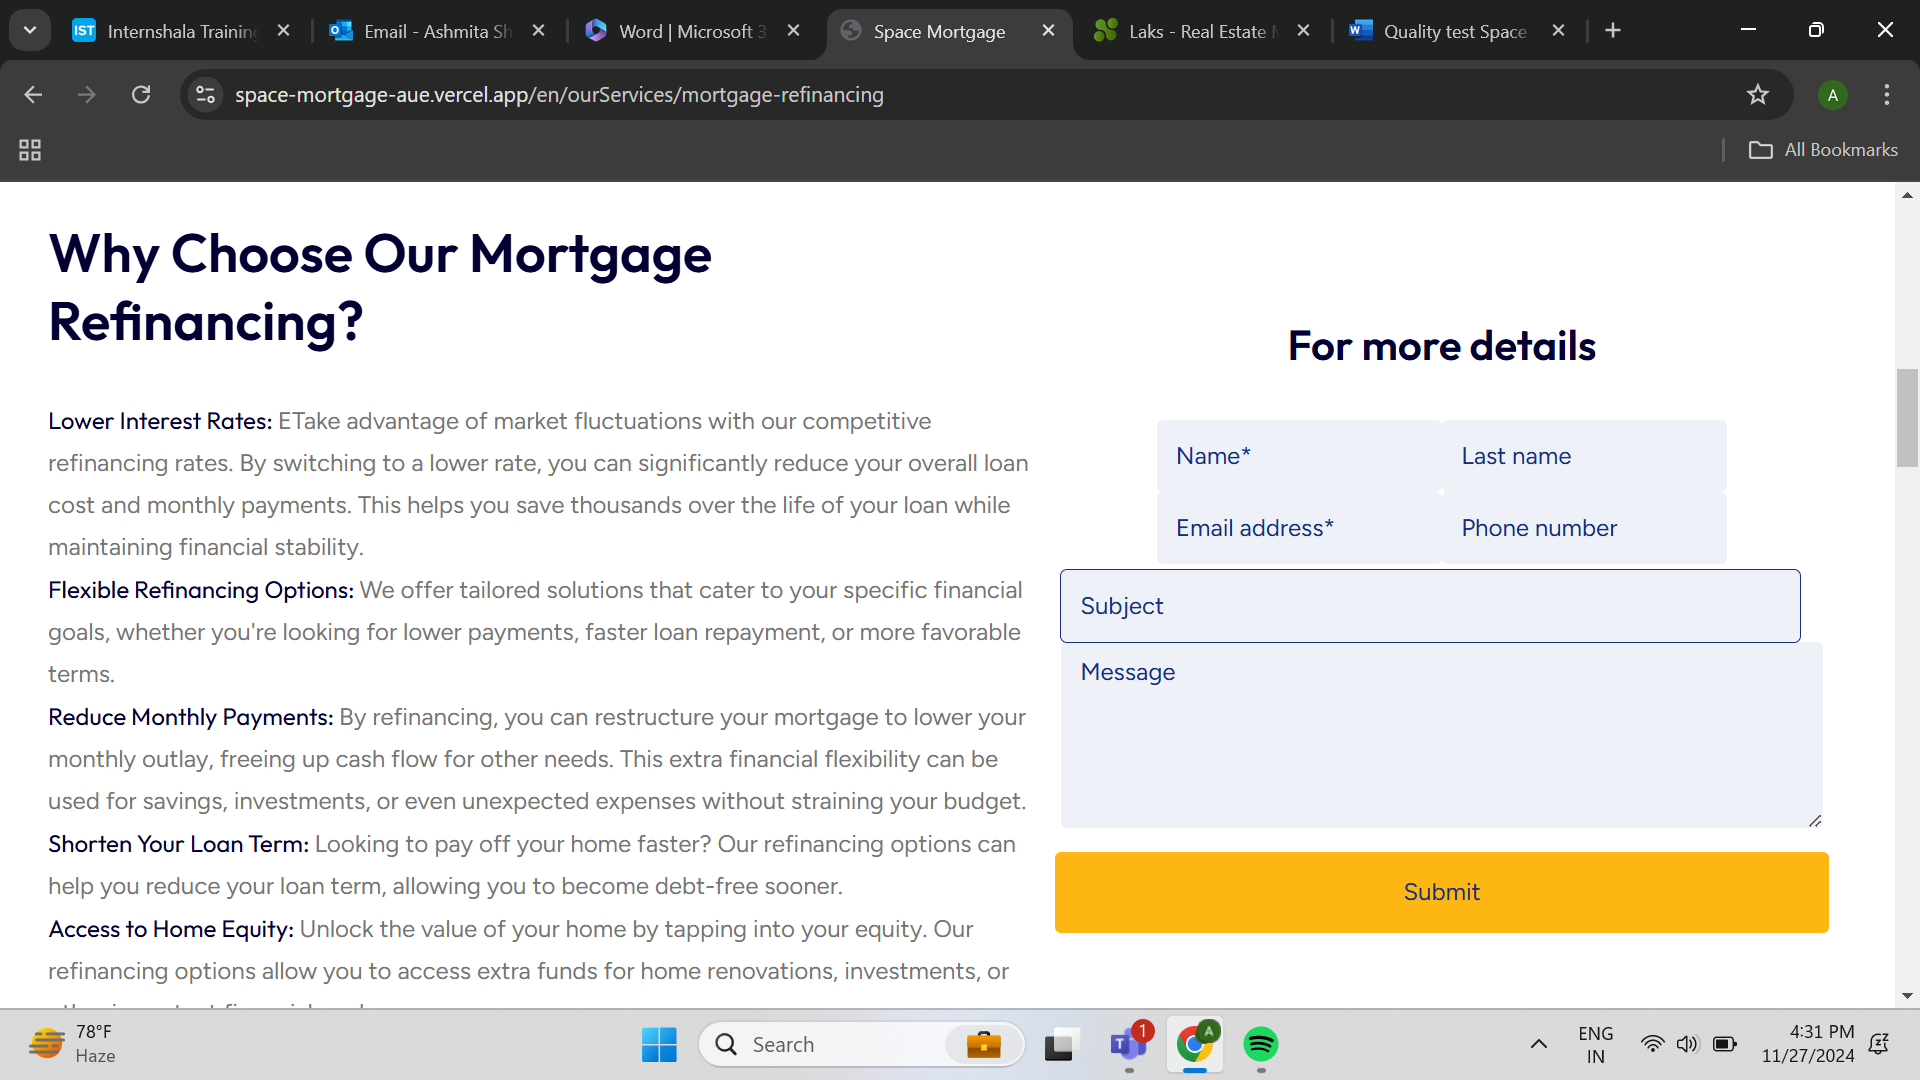 IST Internshala Training
Email - Ashmita Sh
Word | Microsoft 3
Space Mortgage
Laks - Real Estate
Quality test Space
space-mortgage-aue.vercel.app/en/ourServices/mortgage-refinancing
A
All Bookmarks
Why Choose Our Mortgage
Refinancing?
Lower Interest Rates: ETake advantage of market fluctuations with our competitive
refinancing rates. By switching to a lower rate, you can significantly reduce your overall loan
cost and monthly payments. This helps you save thousands over the life of your loan while
maintaining financial stability.
Flexible Refinancing Options: We offer tailored solutions that cater to your specific financial
goals, whether you're looking for lower payments, faster loan repayment, or more favorable
terms.
Reduce Monthly Payments: By refinancing, you can restructure your mortgage to lower your
monthly outlay, freeing up cash flow for other needs. This extra financial flexibility can be
used for savings, investments, or even unexpected expenses without straining your budget.
Shorten Your Loan Term: Looking to pay off your home faster? Our refinancing options can
help you reduce your loan term, allowing you to become debt-free sooner.
Access to Home Equity: Unlock the value of your home by tapping into your equity. Our
refinancing options allow you to access extra funds for home renovations, investments, or
For more details
Name*
Last name
Email address*
Phone number
Subject
Message
Submit
78°F
Haze
Search
T
1
A
ENG
IN
4:31 PM
11/27/2024